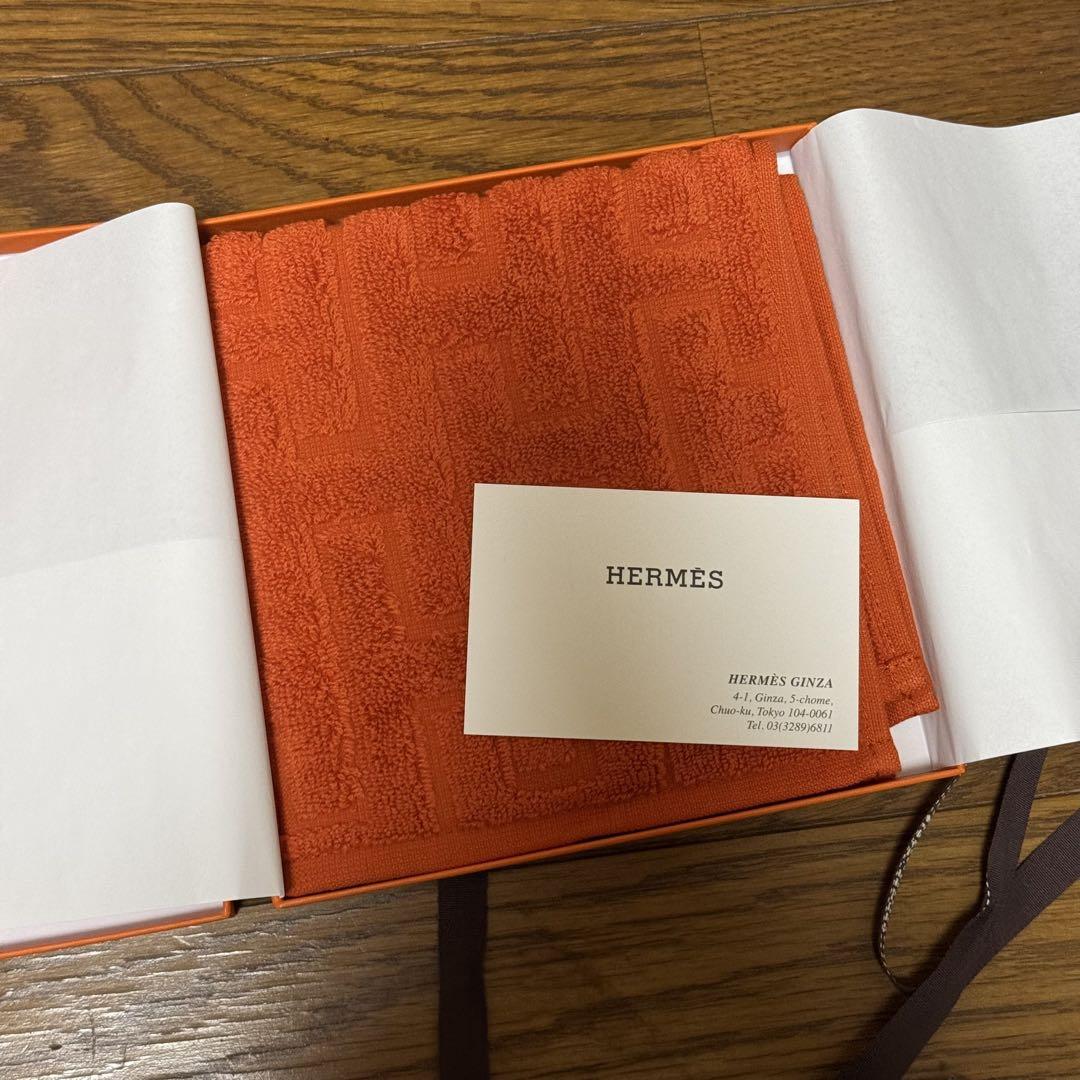 HERMÈS
HERMÈS GINZA
4-1, Ginza, 5-chome,
Chuo-ku, Tokyo 104-0061
Tel. 03(3289)6811